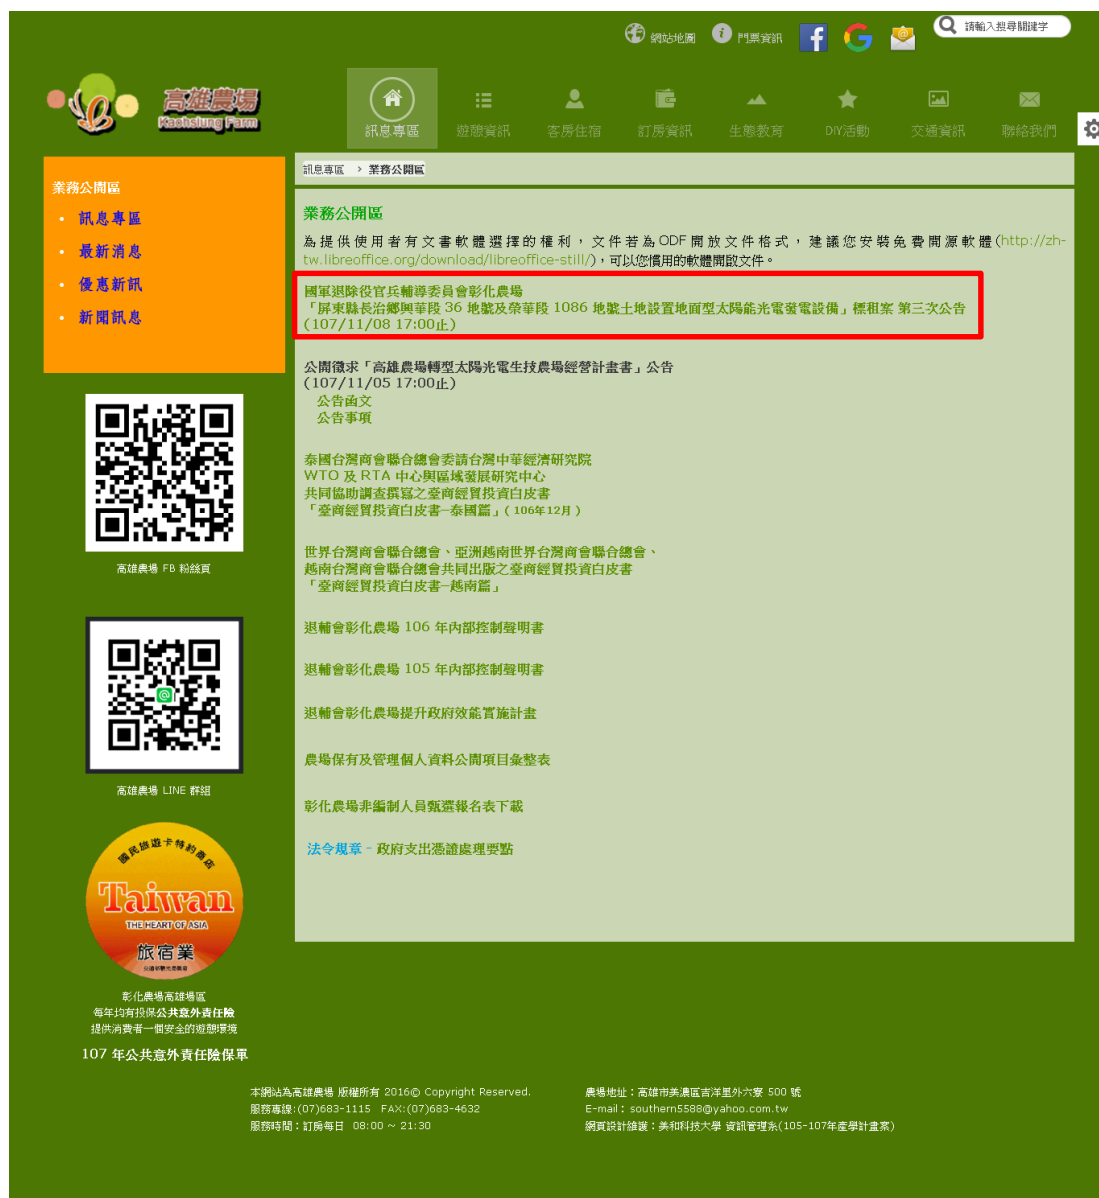 網站地圖
門票資訊
請輸入搜尋關鍵字
高雄農場
Kaohsiung Farm
訊息專區
遊憩資訊
客房住宿
訂房資訊
生態教育
DIY活動
交通資訊
聯絡我們
業務公開區
• 訊息專區
• 最新消息
• 優惠新訊
• 新聞訊息
高雄農場 FB 粉絲頁
高雄農場 LINE 群組
國民旅遊卡特約商店
Taiwan
THE HEART OF ASIA
旅宿業
交通部觀光局製發
彰化農場高雄場區
每年均有投保公共意外責任險
提供消費者一個安全的遊憩環境
107 年公共意外責任險保單
訊息專區 > 業務公開區
業務公開區
為提供使用者有文書軟體選擇的權利，文件若為ODF開放文件格式，建議您安裝免費開源軟體(http://zh-
tw.libreoffice.org/download/libreoffice-still/)，可以您慣用的軟體開啟文件。
國軍退除役官兵輔導委員會彰化農場
「屏東縣長治鄉興華段 36 地號及榮華段 1086 地號土地設置地面型太陽能光電發電設備」標租案 第三次公告
(107/11/08 17:00止)
公開徵求「高雄農場轉型太陽光電生技農場經營計畫書」公告
(107/11/05 17:00止)
公告函文
公告事項
泰國台灣商會聯合總會委請台灣中華經濟研究院
WTO 及 RTA 中心與區域發展研究中心
共同協助調查撰寫之臺商經貿投資白皮書
「臺商經貿投資白皮書─泰國篇」( 106年12月 )
世界台灣商會聯合總會、亞洲越南世界台灣商會聯合總會、
越南台灣商會聯合總會共同出版之臺商經貿投資白皮書
「臺商經貿投資白皮書─越南篇」
退輔會彰化農場 106 年內部控制聲明書
退輔會彰化農場 105 年內部控制聲明書
退輔會彰化農場提升政府效能實施計畫
農場保有及管理個人資料公開項目彙整表
彰化農場非編制人員甄選報名表下載
法令規章 - 政府支出憑證處理要點
本網站為高雄農場 版權所有 2016© Copyright Reserved.
服務專線:(07)683-1115 FAX:(07)683-4632
服務時間：訂房每日 08:00 ~ 21:30
農場地址：高雄市美濃區吉洋里外六寮 500 號
E-mail： southern5588@yahoo.com.tw
網頁設計維護：美和科技大學 資訊管理系(105-107年產學計畫案)